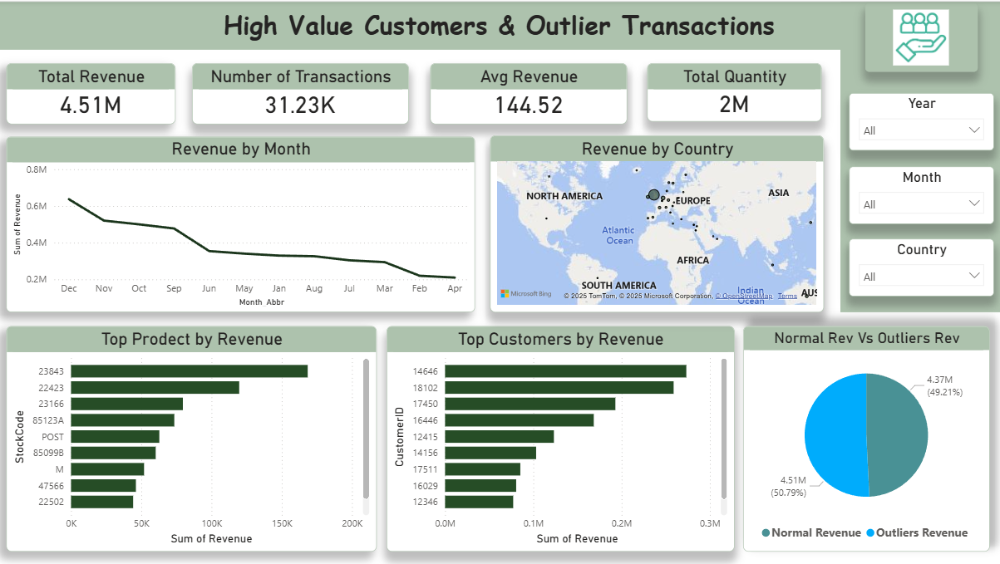 High Value Customers & Outlier Transactions
Total Revenue
4.51M
Number of Transactions
31.23K
Avg Revenue
144.52
Total Quantity
2M
Year
All
Month
All
Country
All
Revenue by Month
Sum of Revenue
0.8M
0.6M
0.4M
0.2M
Dec Nov Oct Sep Jun May Jan Aug Jul Mar Feb Apr
Month_Abbr
Revenue by Country
NORTH AMERICA
EUROPE
ASIA
Atlantic
Ocean
AFRICA
SOUTH AMERICA
Indian
Ocean
AUS
Microsoft Bing
© 2025 TomTom, © 2025 Microsoft Corporation, © OpenStreetMap Terms
Top Prodect by Revenue
StockCode
23843
22423
23166
85123A
POST
85099B
M
47566
22502
0K 50K 100K 150K 200K
Sum of Revenue
Top Customers by Revenue
CustomerID
14646
18102
17450
16446
12415
14156
17511
16029
12346
0.0M 0.1M 0.2M 0.3M
Sum of Revenue
Normal Rev Vs Outliers Rev
4.37M
(49.21%)
4.51M
(50.79%)
Normal Revenue Outliers Revenue